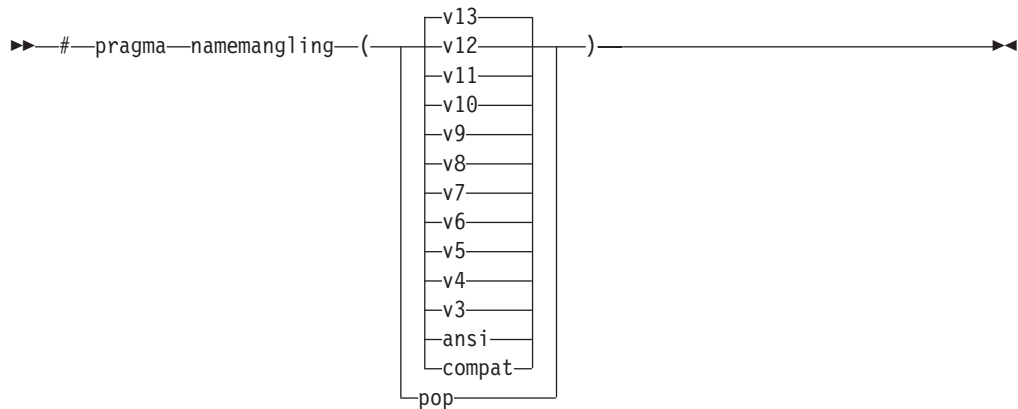 v13
# pragma namemangling ( v12 )
v11
v10
v9
v8
v7
v6
v5
v4
v3
ansi
compat
pop